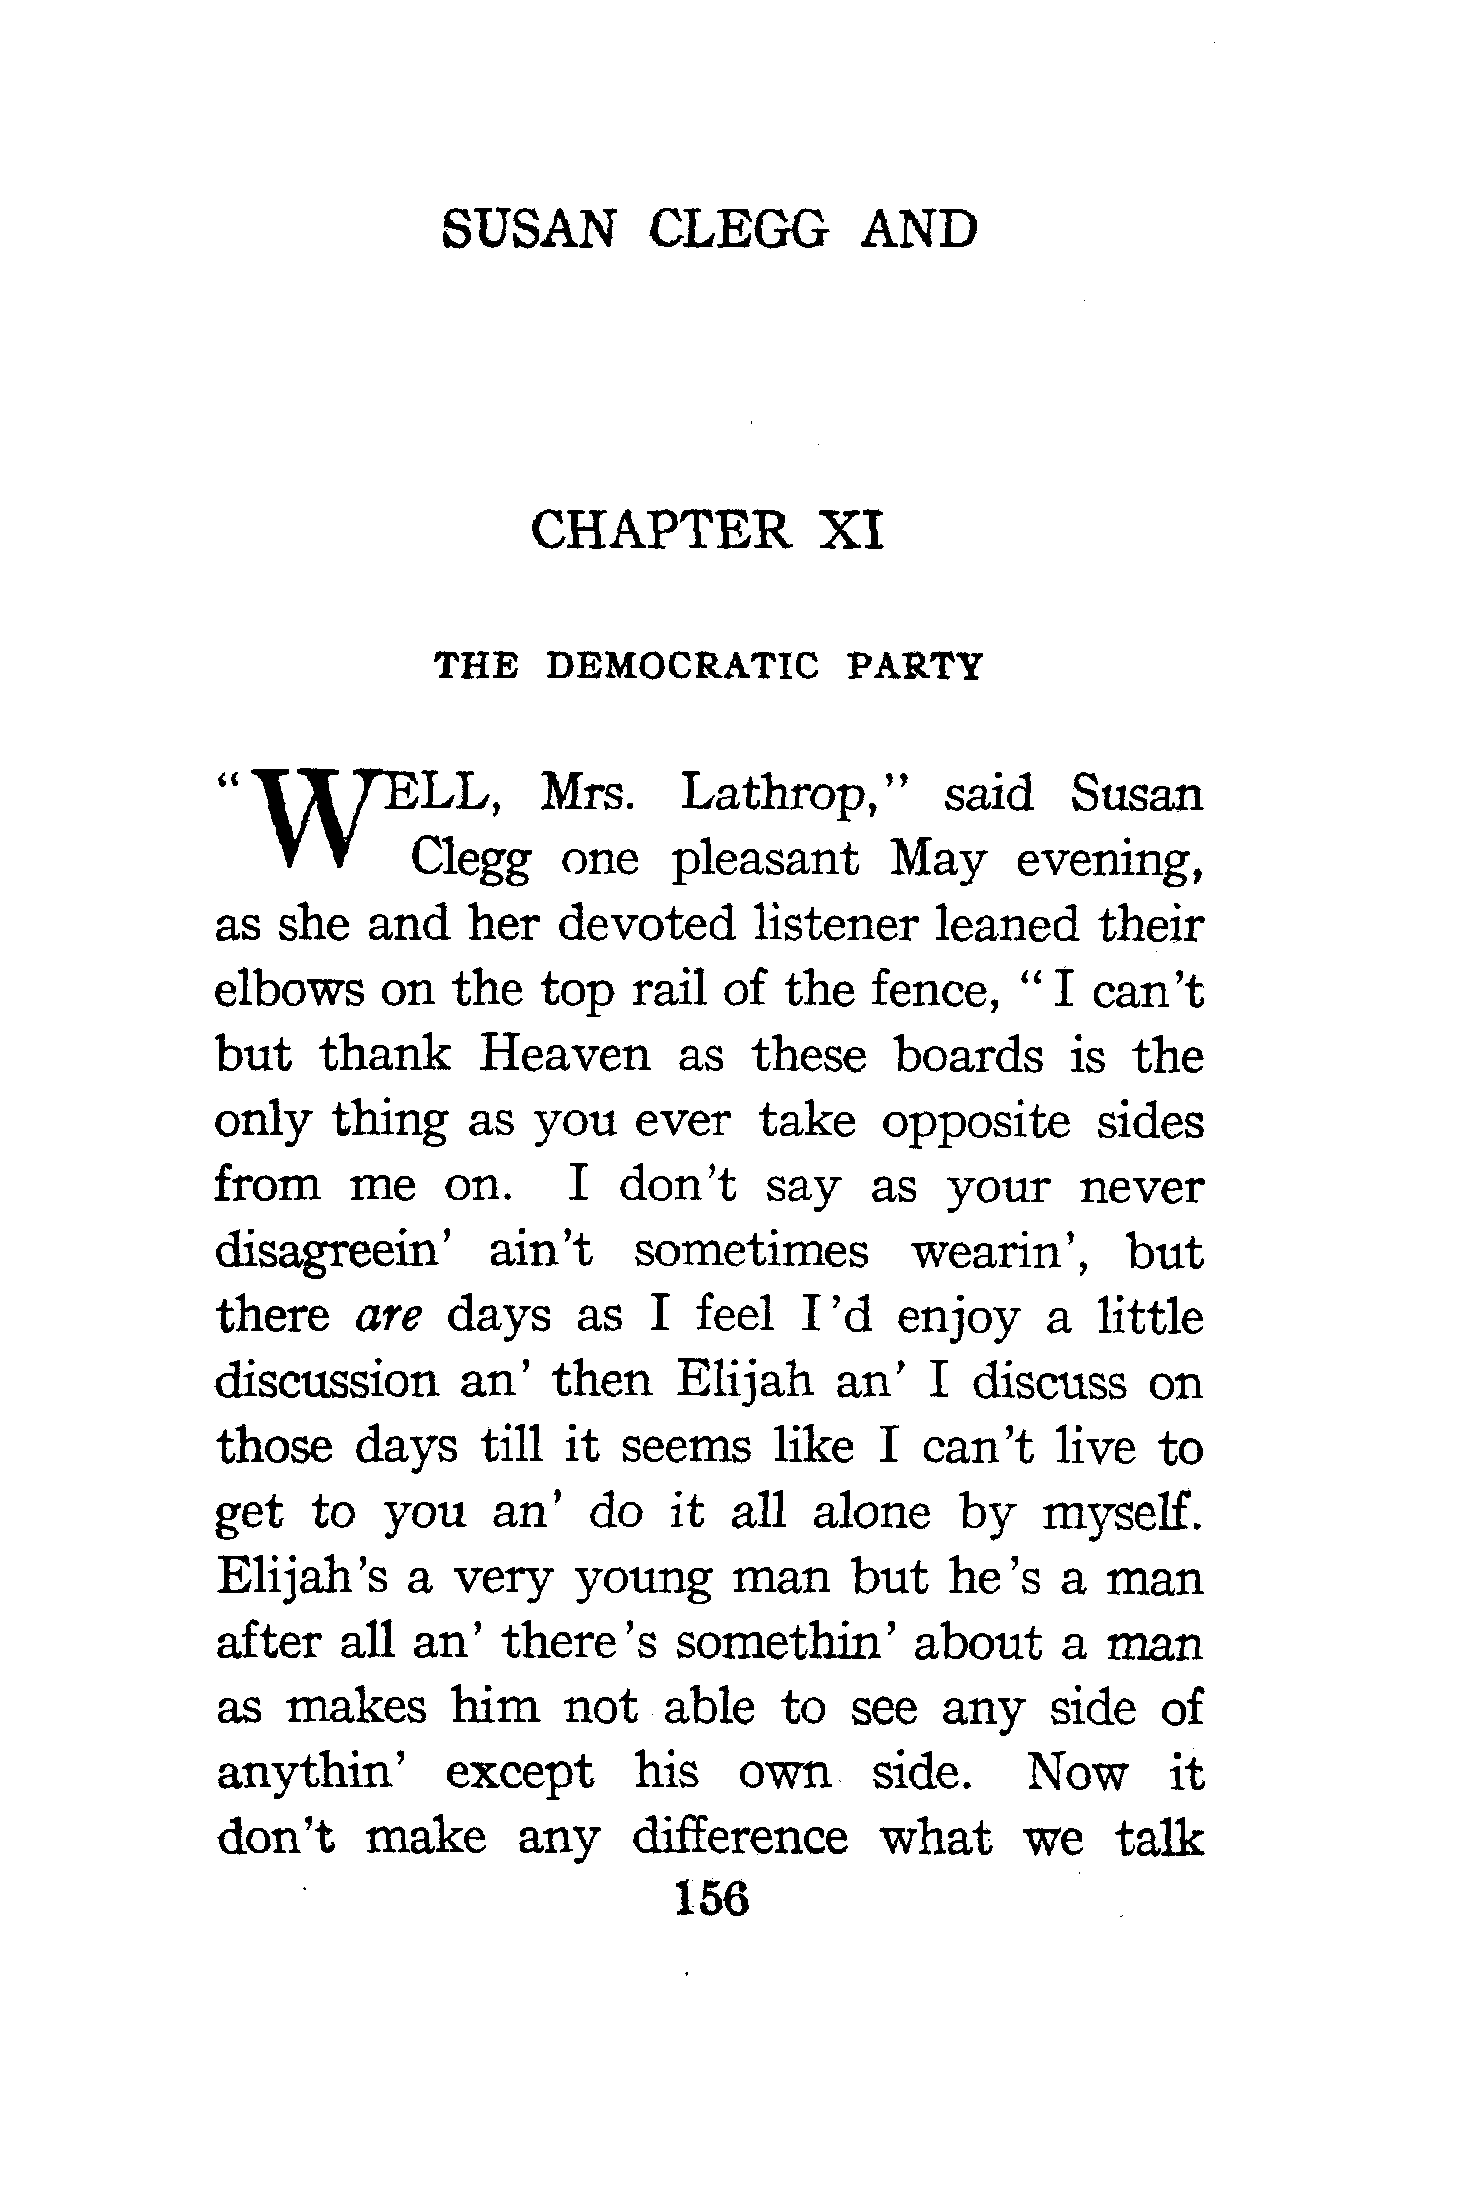 SUSAN CLEGG AND
CHAPTER XI
THE DEMOCRATIC PARTY
"WELL, Mrs. Lathrop," said Susan
Clegg one pleasant May evening,
as she and her devoted listener leaned their
elbows on the top rail of the fence, "I can't
but thank Heaven as these boards is the
only thing as you ever take opposite sides
from me on. I don't say as your never
disagreein' ain't sometimes wearin', but
there are days as I feel I'd enjoy a little
discussion an' then Elijah an' I discuss on
those days till it seems like I can't live to
get to you an' do it all alone by myself.
Elijah's a very young man but he's a man
after all an' there's somethin' about a man
as makes him not able to see any side of
anythin' except his own side. Now it
don't make any difference what we talk
156